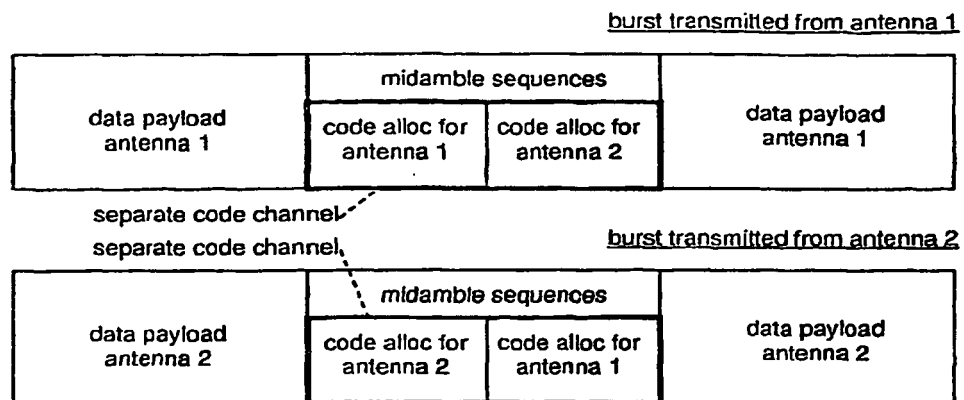 burst transmitted from antenna 1
midamble sequences
data payload
antenna 1
code alloc for
antenna 1
code alloc for
antenna 2
data payload
antenna 1
separate code channel
separate code channel
burst transmitted from antenna 2
midamble sequences
data payload
antenna 2
code alloc for
antenna 2
code alloc for
antenna 1
data payload
antenna 2